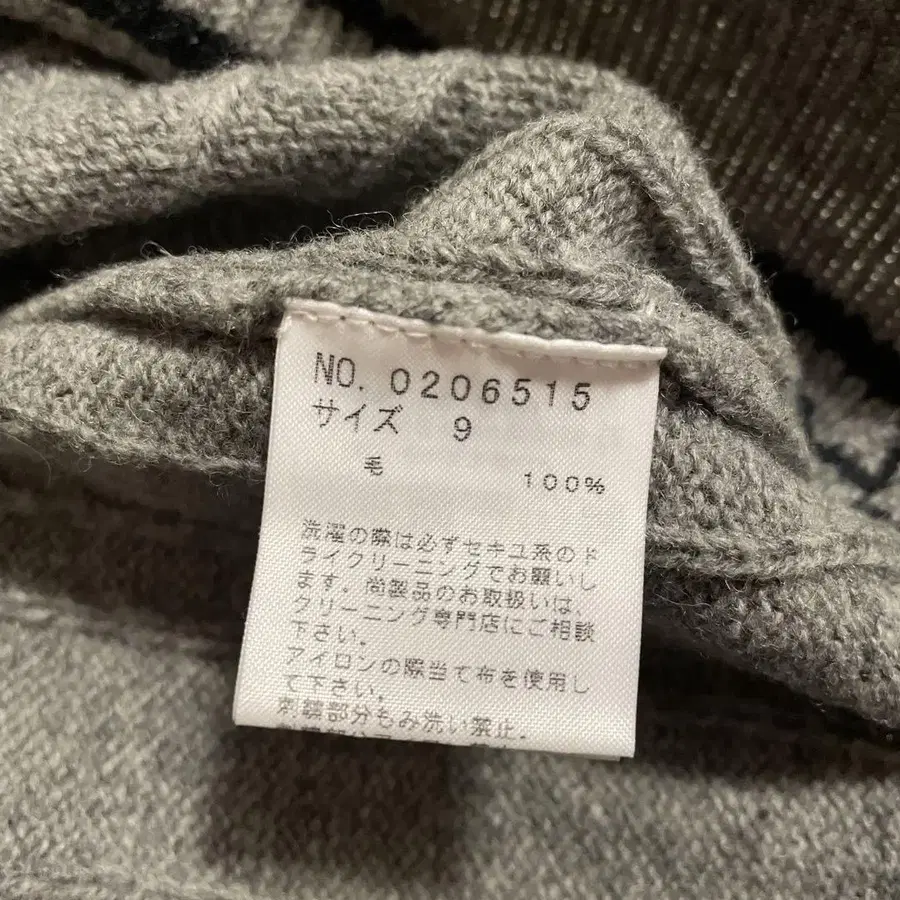 NO. 0206515
サイズ 9
毛 100%
洗濯の際は必ずセキユ系のド
ライクリーニングでお願いし
ます。尚製品のお取扱いは、
クリーニング専門店にご相談
下さい。
アイロンの際当て布を使用し
て下さい。
刺繍部分もみ洗い禁止。